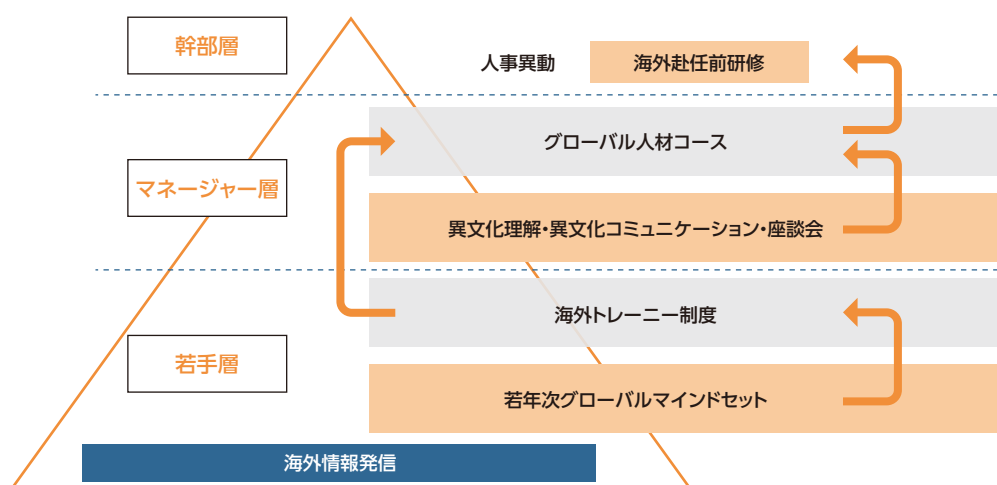 幹部層
人事異動
海外赴任前研修
グローバル人材コース
マネージャー層
異文化理解・異文化コミュニケーション・座談会
海外トレーニー制度
若手層
若年次グローバルマインドセット
海外情報発信